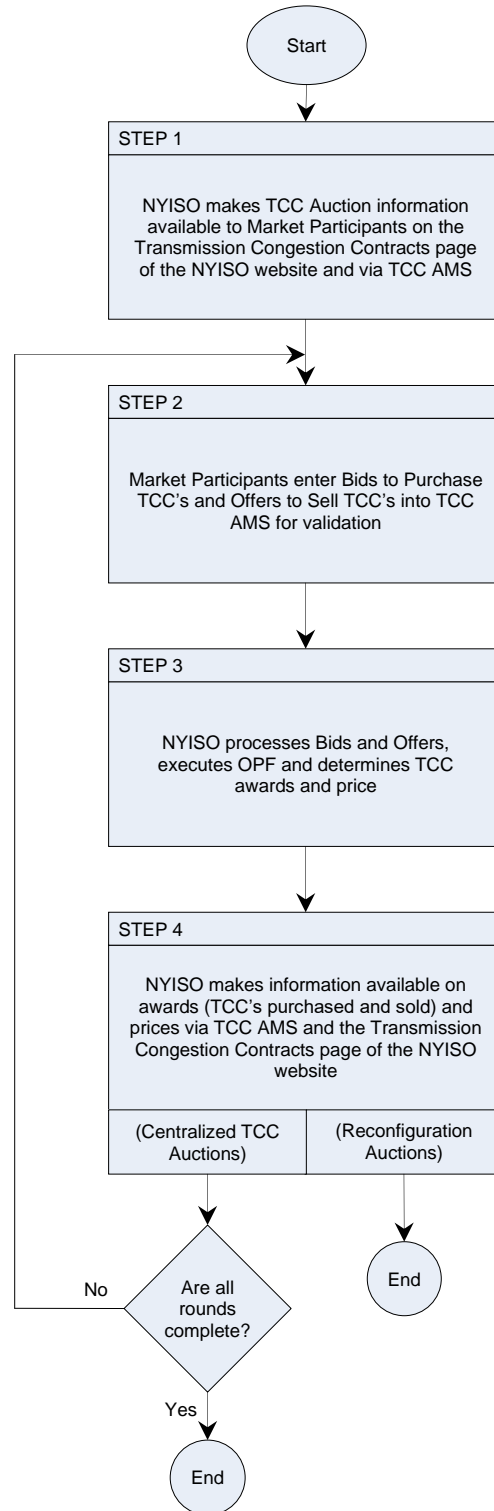 Start
STEP 1
NYISO makes TCC Auction information
available to Market Participants on the
Transmission Congestion Contracts page
of the NYISO website and via TCC AMS
STEP 2
Market Participants enter Bids to Purchase
TCC's and Offers to Sell TCC's into TCC
AMS for validation
STEP 3
NYISO processes Bids and Offers,
executes OPF and determines TCC
awards and price
STEP 4
NYISO makes information available on
awards (TCC's purchased and sold) and
prices via TCC AMS and the Transmission
Congestion Contracts page of the NYISO
website
(Centralized TCC
Auctions)
(Reconfiguration
Auctions)
No
Are all
rounds
complete?
End
Yes
End